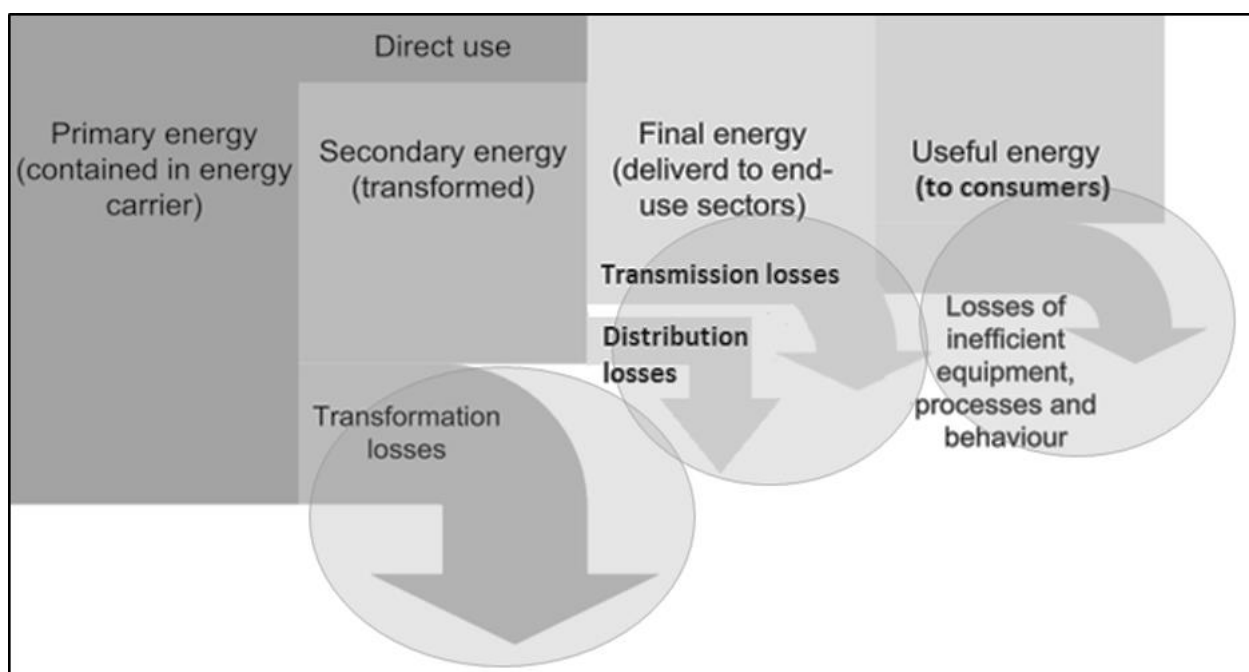 Direct use
Primary energy
(contained in energy
carrier)
Secondary energy
(transformed)
Final energy
(deliverd to end-
use sectors)
Useful energy
(to consumers)
Transmission losses
Distribution
losses
Transformation
losses
Losses of
inefficient
equipment,
processes and
behaviour